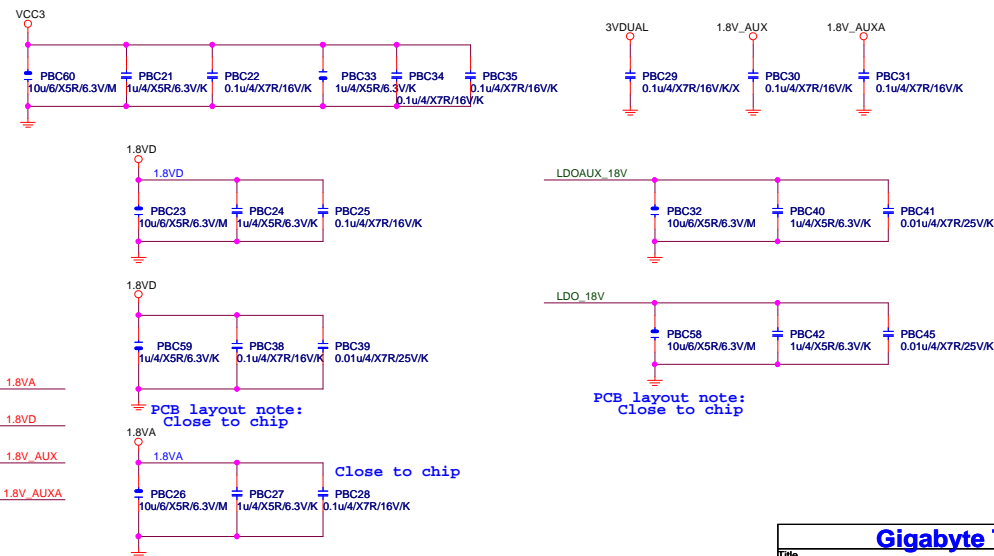 VCC3
PBC60
10u/6/X5R/6.3V/M
PBC21
1u/4/X5R/6.3V/K
PBC22
0.1u/4/X7R/16V/K
PBC33
1u/4/X5R/6.3V/K
PBC34
0.1u/4/X7R/16V/K
PBC35
0.1u/4/X7R/16V/K
3VDUAL
PBC29
0.1u/4/X7R/16V/K/X
1.8V_AUX
PBC30
0.1u/4/X7R/16V/K
1.8V_AUXA
PBC31
0.1u/4/X7R/16V/K
1.8VD
1.8VD
PBC23
10u/6/X5R/6.3V/M
PBC24
1u/4/X5R/6.3V/K
PBC25
0.1u/4/X7R/16V/K
LDOAUX_18V
PBC32
10u/6/X5R/6.3V/M
PBC40
1u/4/X5R/6.3V/K
PBC41
0.01u/4/X7R/25V/K
1.8VD
PBC59
1u/4/X5R/6.3V/K
PBC38
0.1u/4/X7R/16V/K
PBC39
0.01u/4/X7R/25V/K
LDO_18V
PBC58
10u/6/X5R/6.3V/M
PBC42
1u/4/X5R/6.3V/K
PBC45
0.01u/4/X7R/25V/K
PCB layout note:
Close to chip
PCB layout note:
Close to chip
1.8VA
1.8VD
1.8V_AUX
1.8V_AUXA
1.8VA
1.8VA
Close to chip
PBC26
10u/6/X5R/6.3V/M
PBC27
1u/4/X5R/6.3V/K
PBC28
0.1u/4/X7R/16V/K
Gigabyte
Title